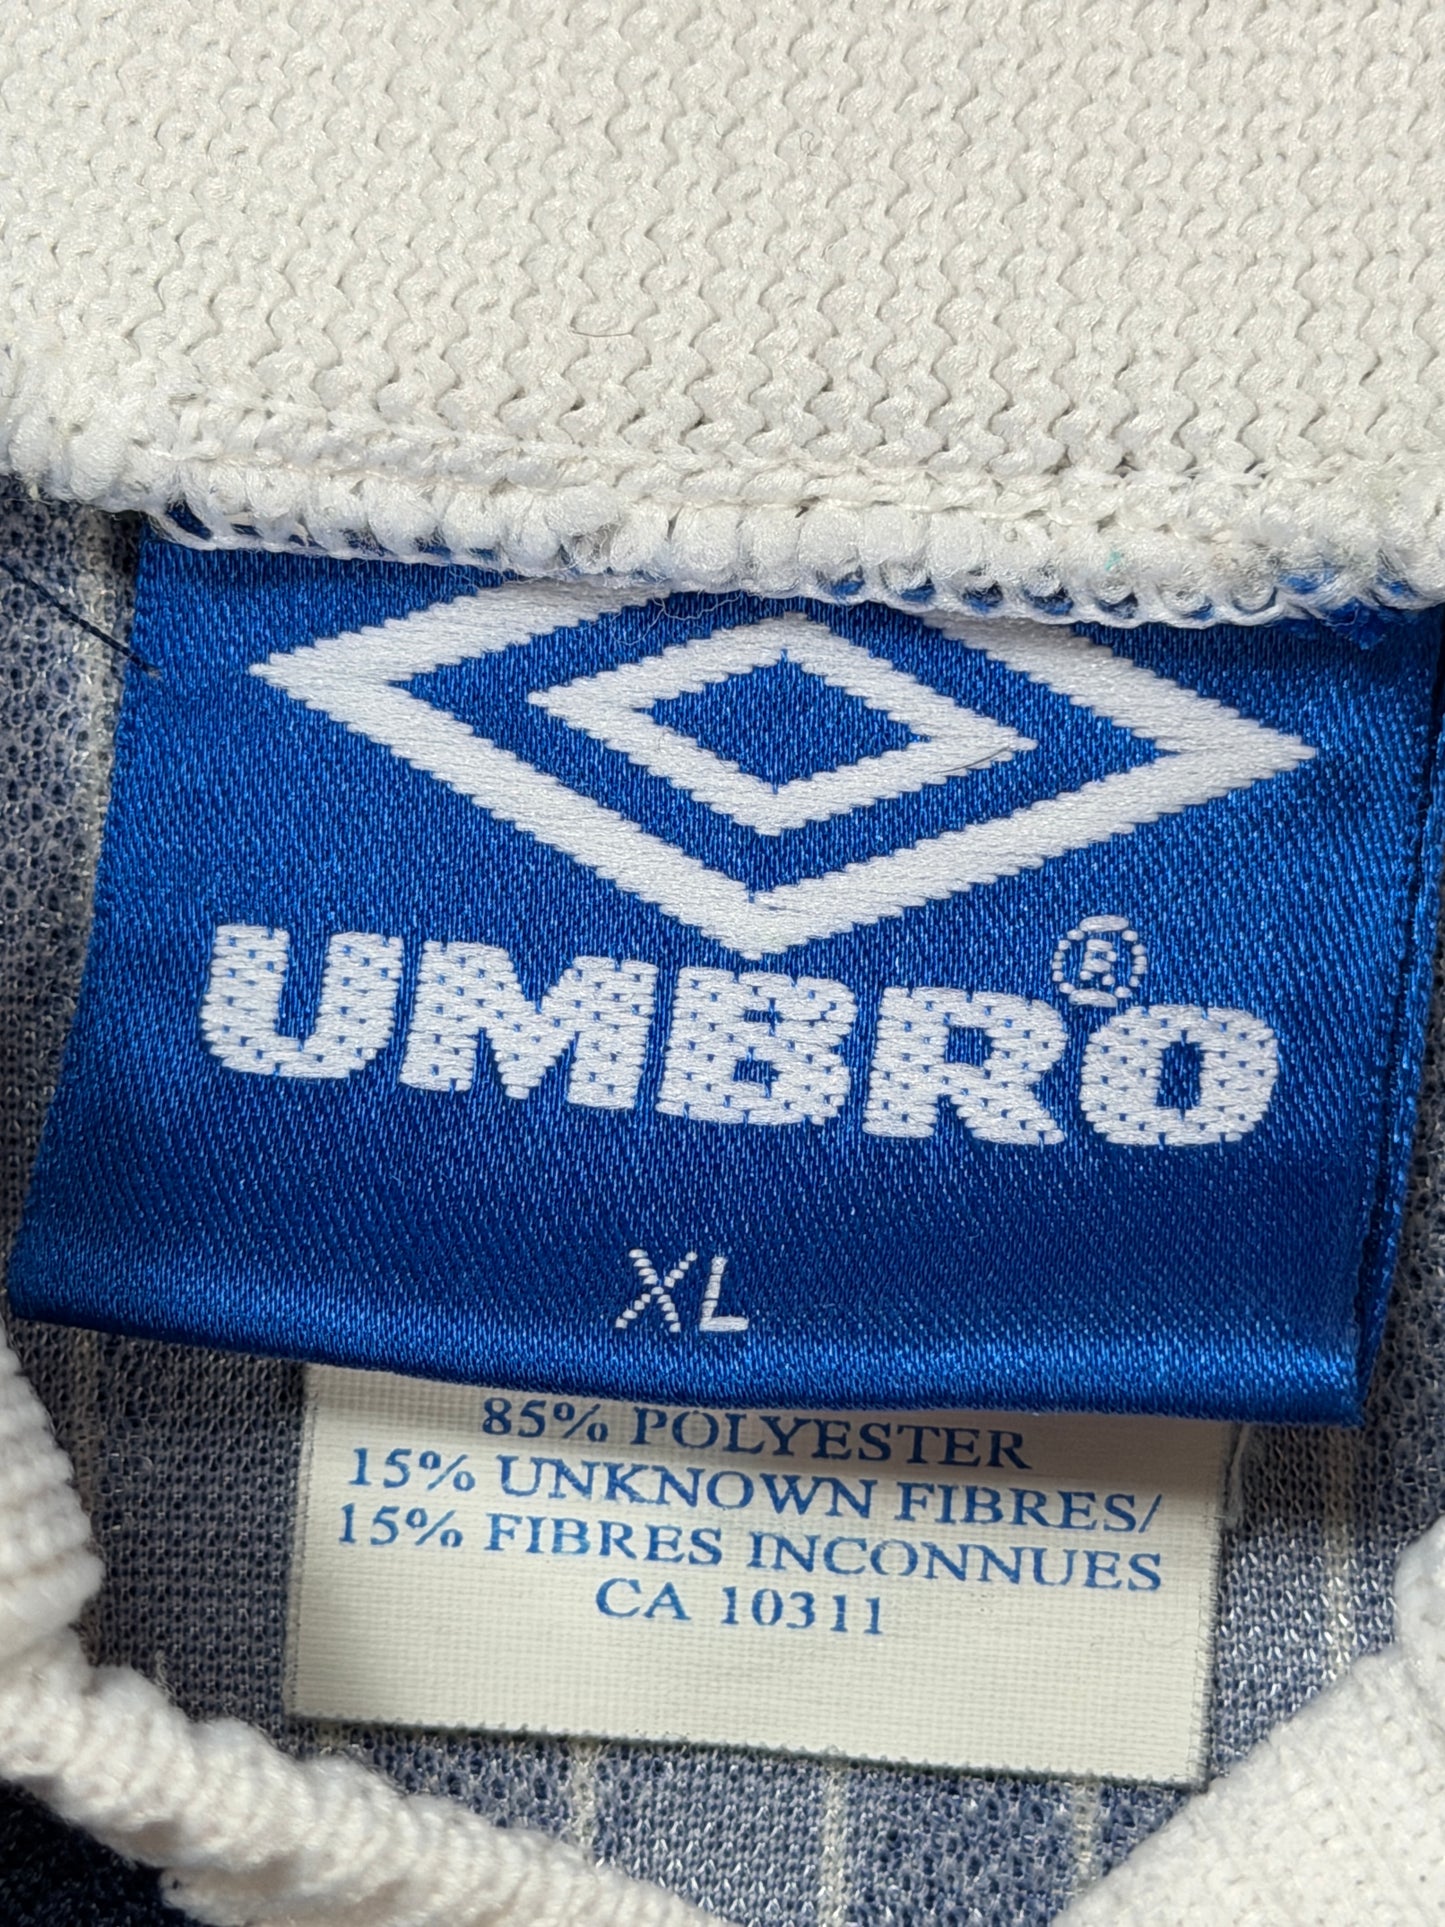 UMBRO®
XL
85% POLYESTER
15% UNKNOWN FIBRES/
15% FIBRES INCONNUES
CA 10311